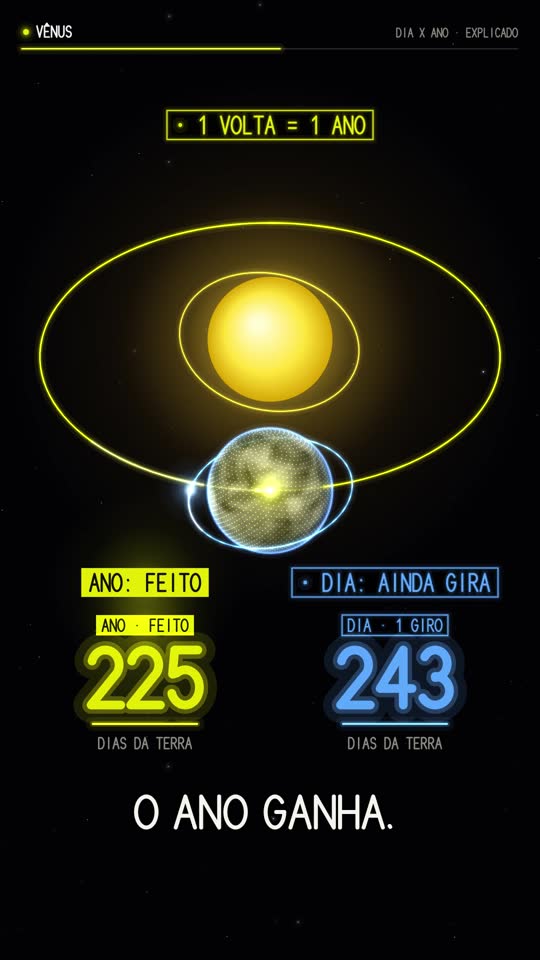 VÊNUS
DIA X ANO · EXPLICADO
1 VOLTA = 1 ANO
ANO: FEITO
DIA: AINDA GIRA
ANO · FEITO
DIA · 1 GIRO
225
243
DIAS DA TERRA
DIAS DA TERRA
O ANO GANHA.